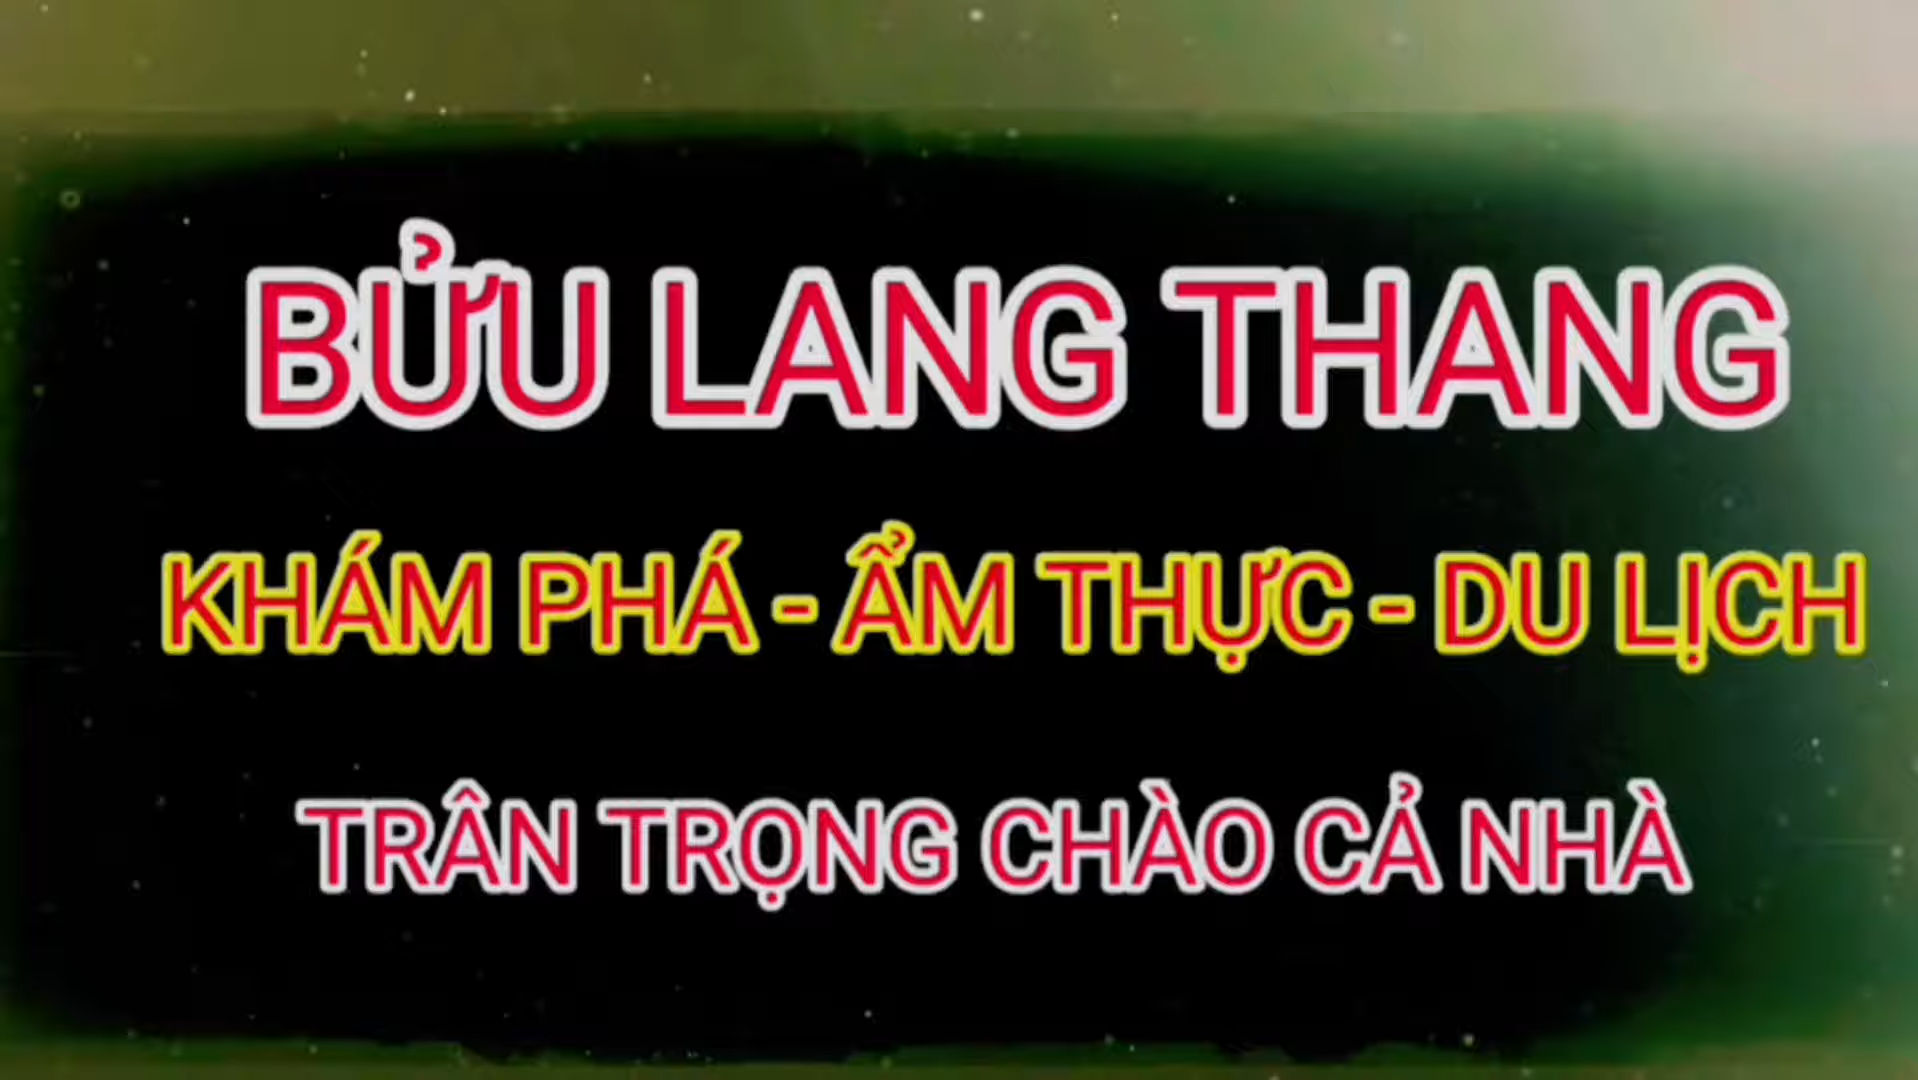 BỬU LANG THANG
KHÁM PHÁ - ẨM THỰC - DU LỊCH
TRÂN TRỌNG CHÀO CẢ NHÀ